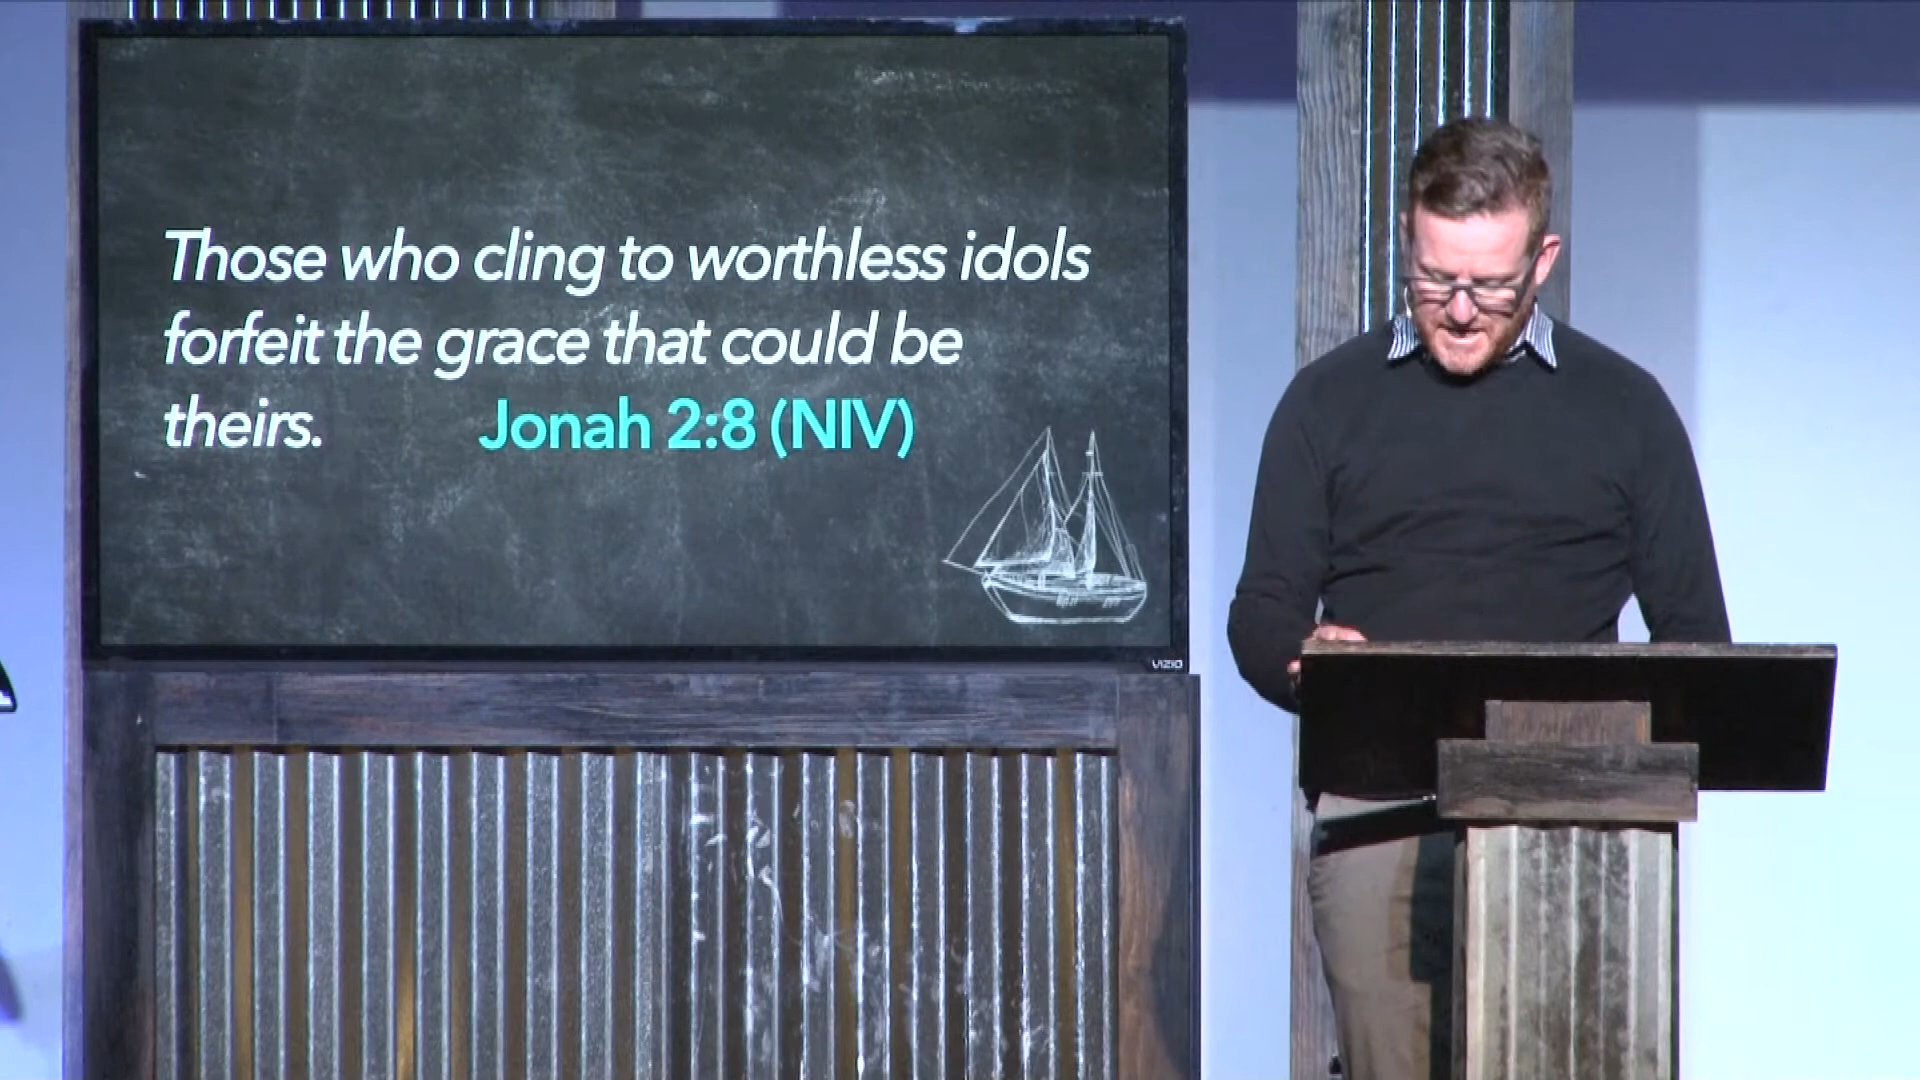 Those who cling to worthless idols
forfeit the grace that could be
theirs. Jonah 2:8 (NIV)
VIZIO